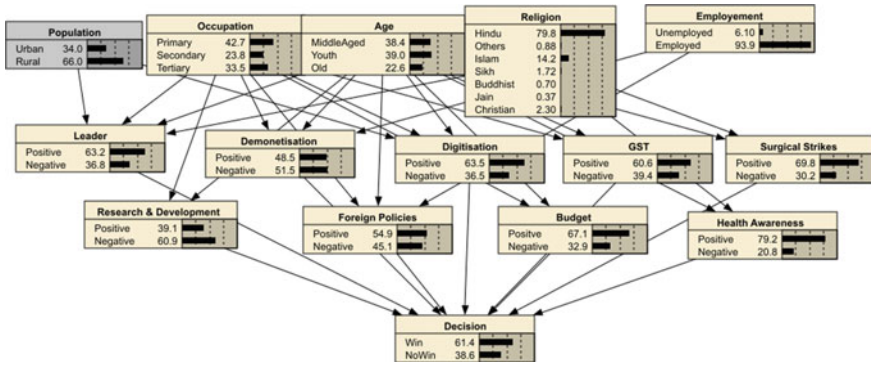 Population
Urban 34.0
Rural 66.0
Occupation
Primary 42.7
Secondary 23.8
Tertiary 33.5
Age
MiddleAged 38.4
Youth 39.0
Old 22.6
Religion
Hindu 79.8
Others 0.88
Islam 14.2
Sikh 1.72
Buddhist 0.70
Jain 0.37
Christian 2.30
Employement
Unemployed 6.10
Employed 93.9
Leader
Positive 63.2
Negative 36.8
Demonetisation
Positive 48.5
Negative 51.5
Digitisation
Positive 63.5
Negative 36.5
GST
Positive 60.6
Negative 39.4
Surgical Strikes
Positive 69.8
Negative 30.2
Research & Development
Positive 39.1
Negative 60.9
Foreign Policies
Positive 54.9
Negative 45.1
Budget
Positive 67.1
Negative 32.9
Health Awareness
Positive 79.2
Negative 20.8
Decision
Win 61.4
NoWin 38.6